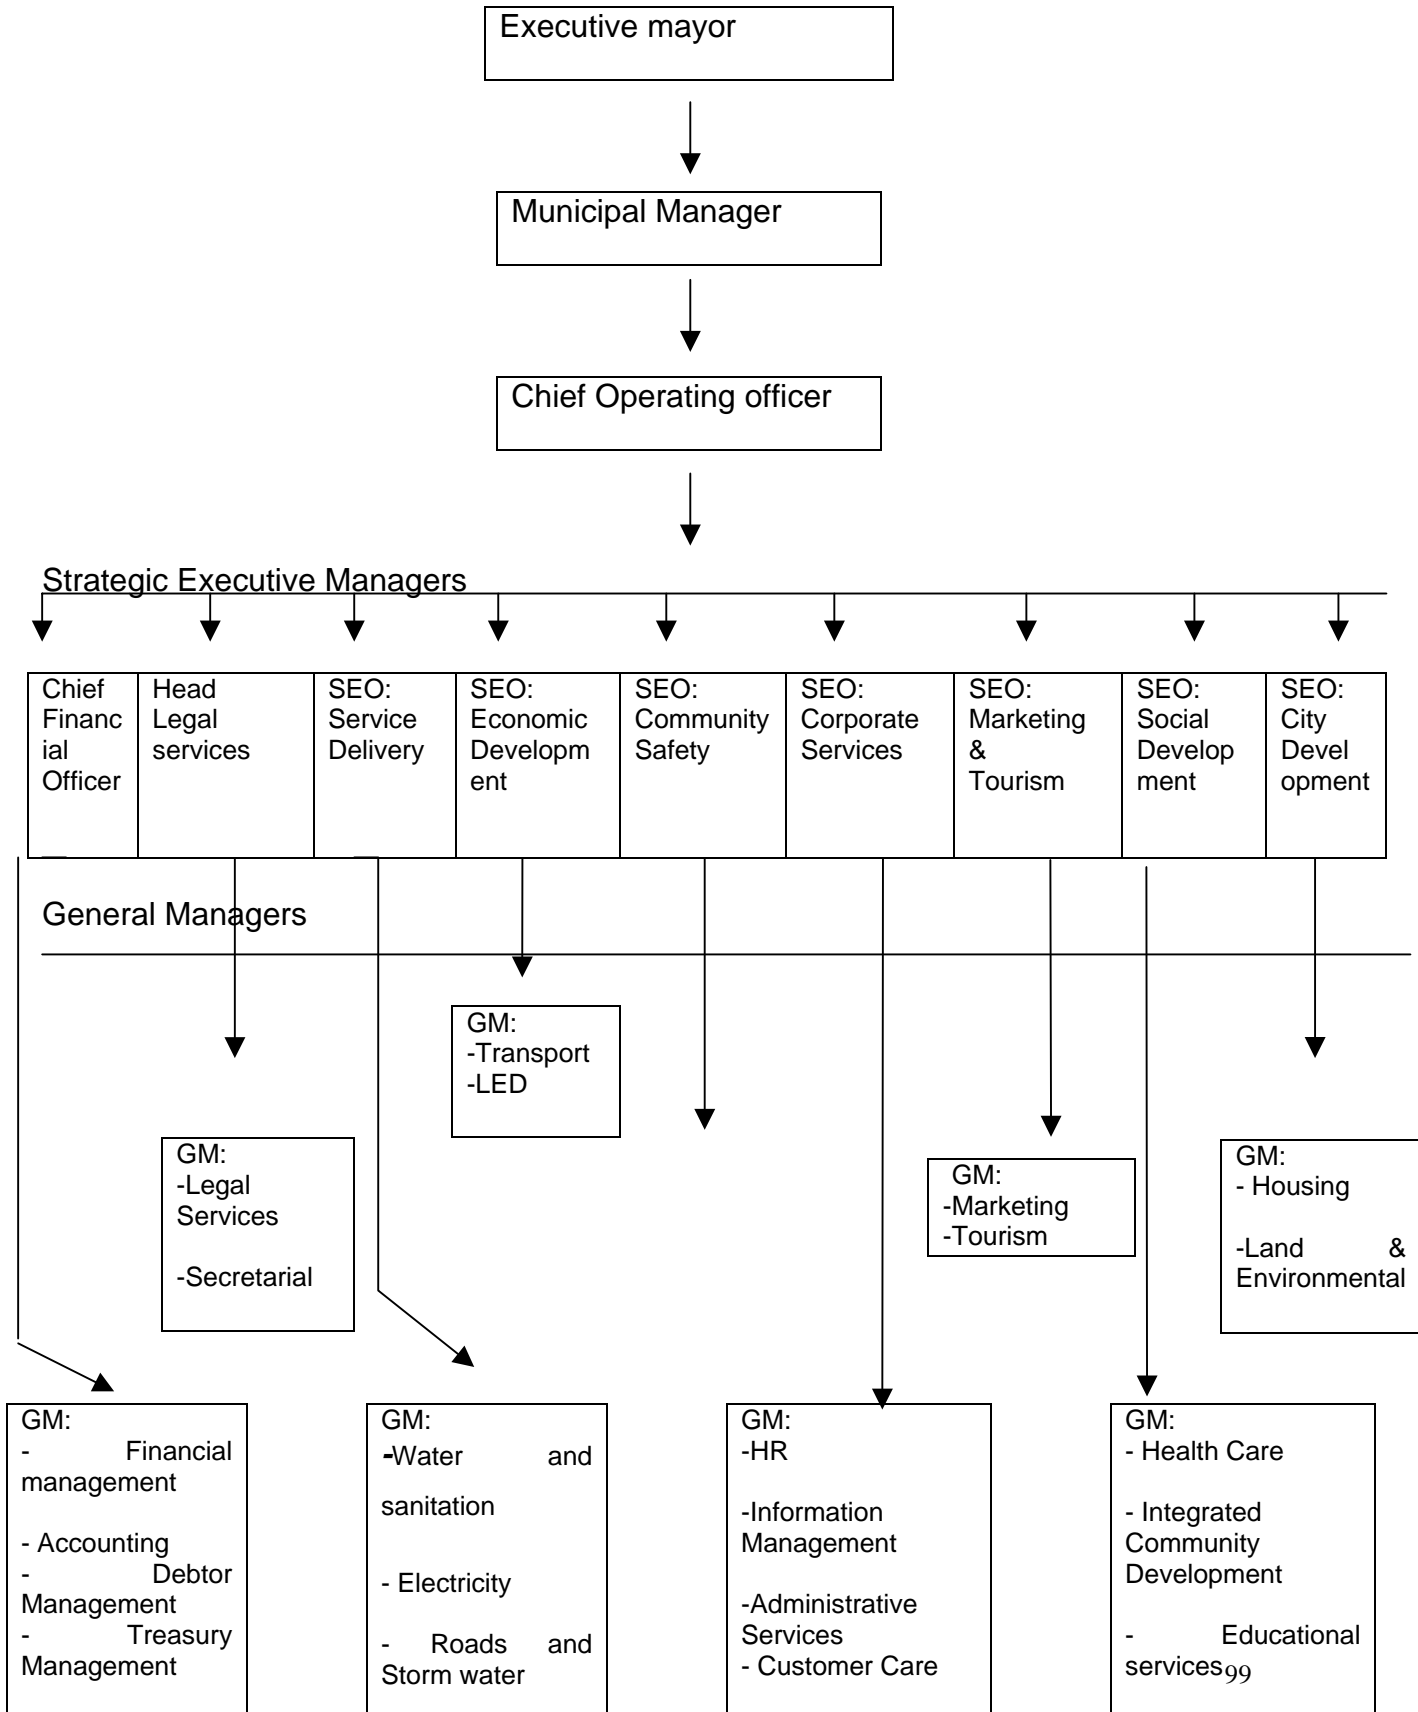 Executive mayor
Municipal Manager
Chief Operating officer
Strategic Executive Managers
Chief
Financ
ial
Officer
Head
Legal
services
SEO:
Service
Delivery
SEO:
Economic
Developm
ent
SEO:
Community
Safety
SEO:
Corporate
Services
SEO:
Marketing
&
Tourism
SEO:
Social
Develop
ment
SEO:
City
Devel
opment
General Managers
GM:
-Transport
-LED
GM:
-Legal
Services
-Secretarial
GM:
-Marketing
-Tourism
GM:
- Housing
-Land &
Environmental
GM:
- Financial
management
- Accounting
- Debtor
Management
- Treasury
Management
GM:
-Water and
sanitation
- Electricity
- Roads and
Storm water
GM:
-HR
-Information
Management
-Administrative
Services
- Customer Care
GM:
- Health Care
- Integrated
Community
Development
- Educational
services
99